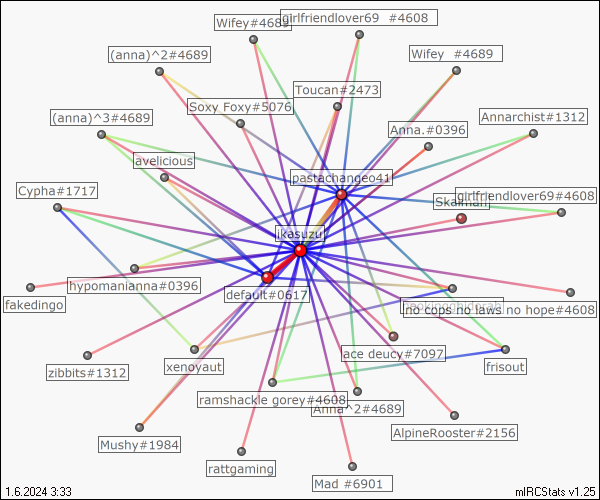 Wifey#4689
girlfriendlover69 #4608
(anna)^2#4689
Wifey #4689
Toucan#2473
Soxy Foxy#5076
(anna)^3#4689
Anna.#0396
Annarchist#1312
avelicious
pastachangeo41
Cypha#1717
girlfriendlover69#4608
ikasuzu
hypomanianna#0396
default#0617
fakedingo
no cops no laws no hope#4608
zibbits#1312
xenoyaut
ace deucy#7097
frisout
ramshackle gorey#4608
Anna^2#4689
Mushy#1984
AlpineRooster#2156
rattgaming
Mad #6901
1.6.2024 3:33
mIRCStats v1.25